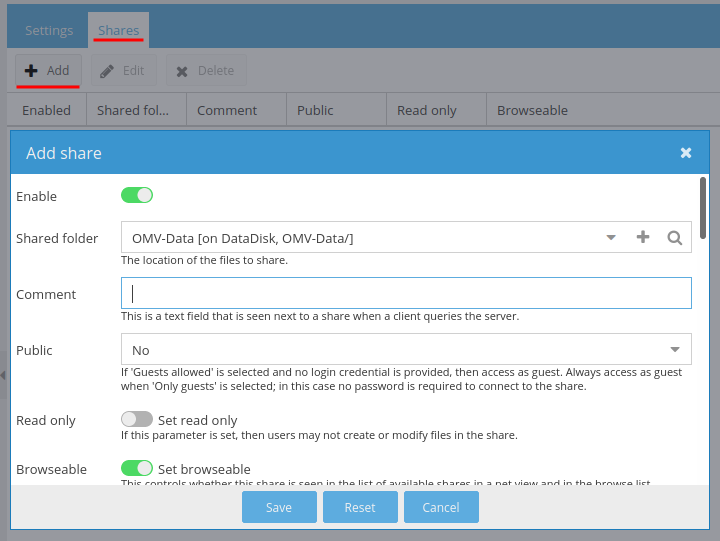 Settings Shares
Add Edit Delete
Enabled Shared fol... Comment Public Read only Browseable
Add share
Enable
Shared folder OMV-Data [on DataDisk, OMV-Data/]
The location of the files to share.
Comment
This is a text field that is seen next to a share when a client queries the server.
Public No
If 'Guests allowed' is selected and no login credential is provided, then access as guest. Always access as guest
when 'Only guests' is selected; in this case no password is required to connect to the share.
Read only Set read only
If this parameter is set, then users may not create or modify files in the share.
Browseable Set browseable
This controls whether this share is seen in the list of available shares in a net view and in the browse list.
Save Reset Cancel